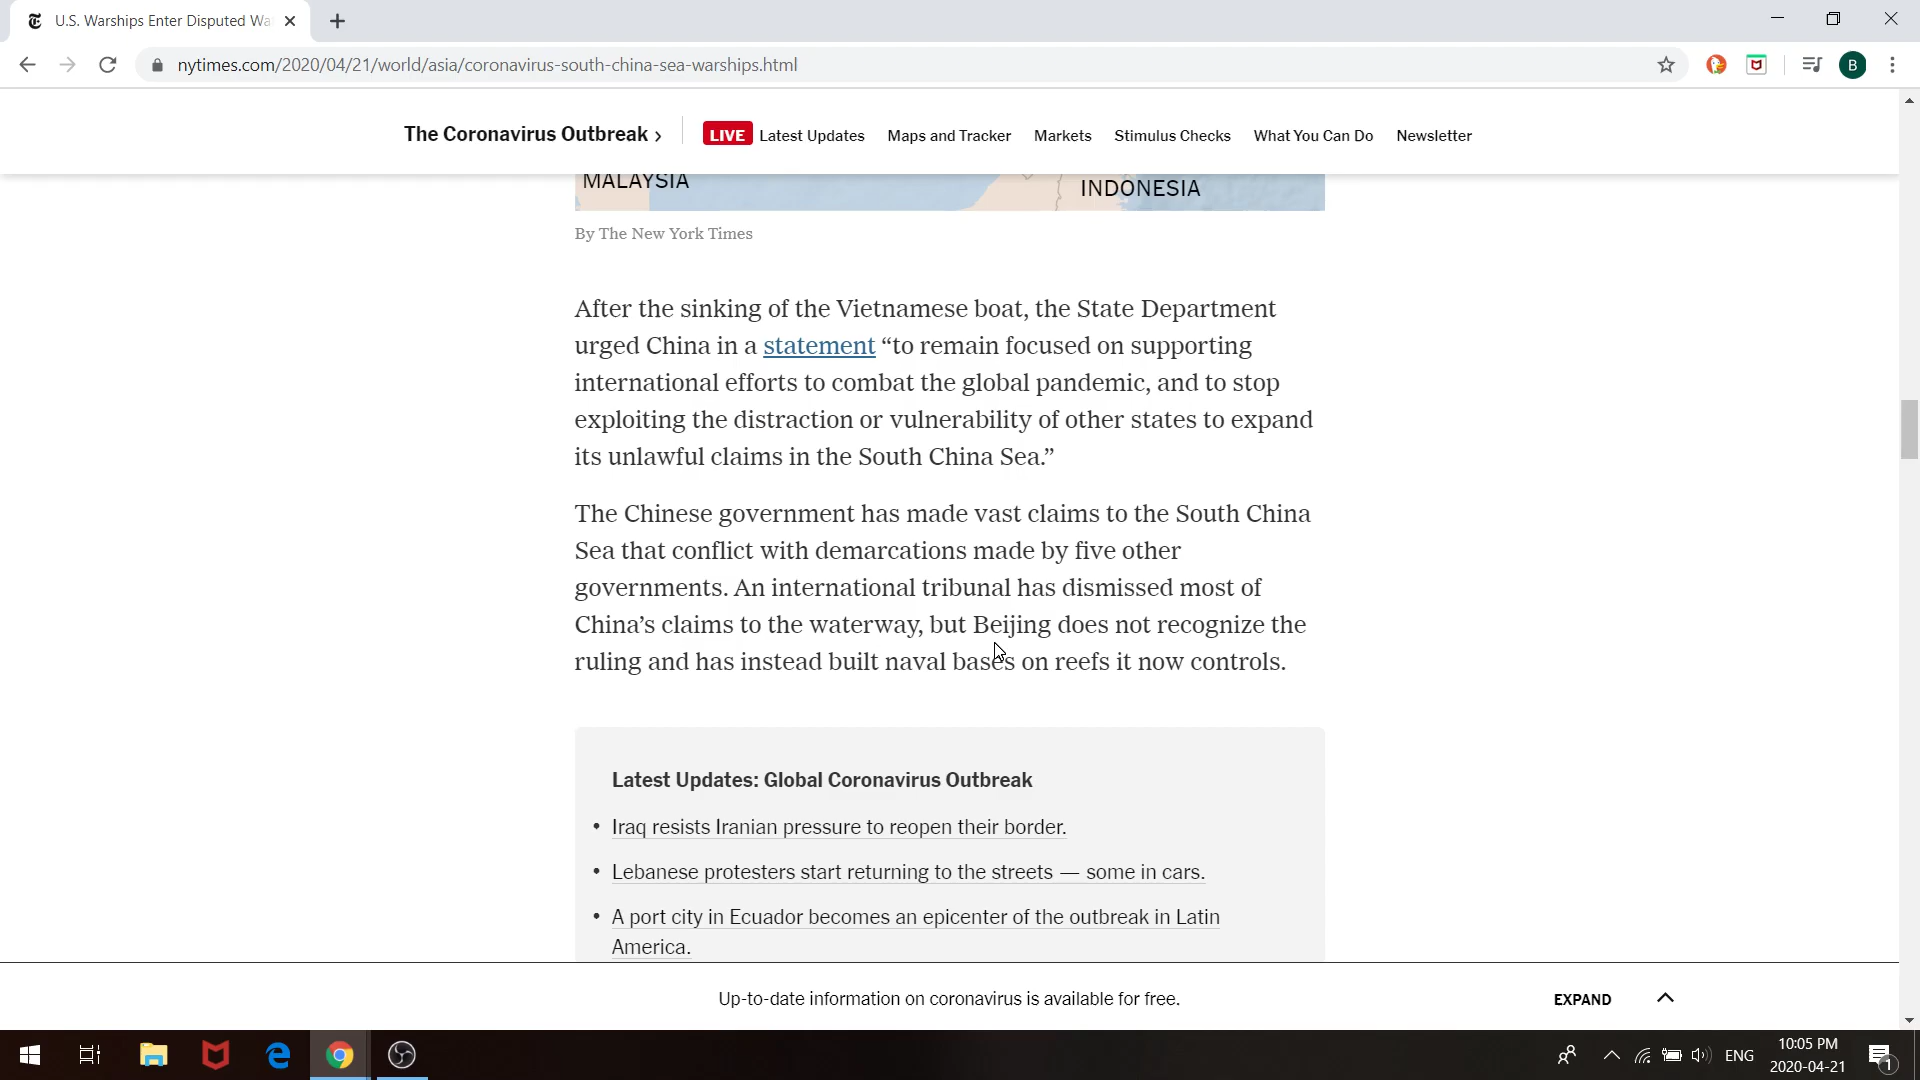 U.S. Warships Enter Disputed Wa
nytimes.com/2020/04/21/world/asia/coronavirus-south-china-sea-warships.html
B
The Coronavirus Outbreak ›
LIVE Latest Updates Maps and Tracker Markets Stimulus Checks What You Can Do Newsletter
MALAYSIA
INDONESIA
By The New York Times
After the sinking of the Vietnamese boat, the State Department
urged China in a statement “to remain focused on supporting
international efforts to combat the global pandemic, and to stop
exploiting the distraction or vulnerability of other states to expand
its unlawful claims in the South China Sea.”
The Chinese government has made vast claims to the South China
Sea that conflict with demarcations made by five other
governments. An international tribunal has dismissed most of
China’s claims to the waterway, but Beijing does not recognize the
ruling and has instead built naval bases on reefs it now controls.
Latest Updates: Global Coronavirus Outbreak
• Iraq resists Iranian pressure to reopen their border.
• Lebanese protesters start returning to the streets — some in cars.
• A port city in Ecuador becomes an epicenter of the outbreak in Latin
America.
Up-to-date information on coronavirus is available for free.
EXPAND
ENG
10:05 PM
2020-04-21
1